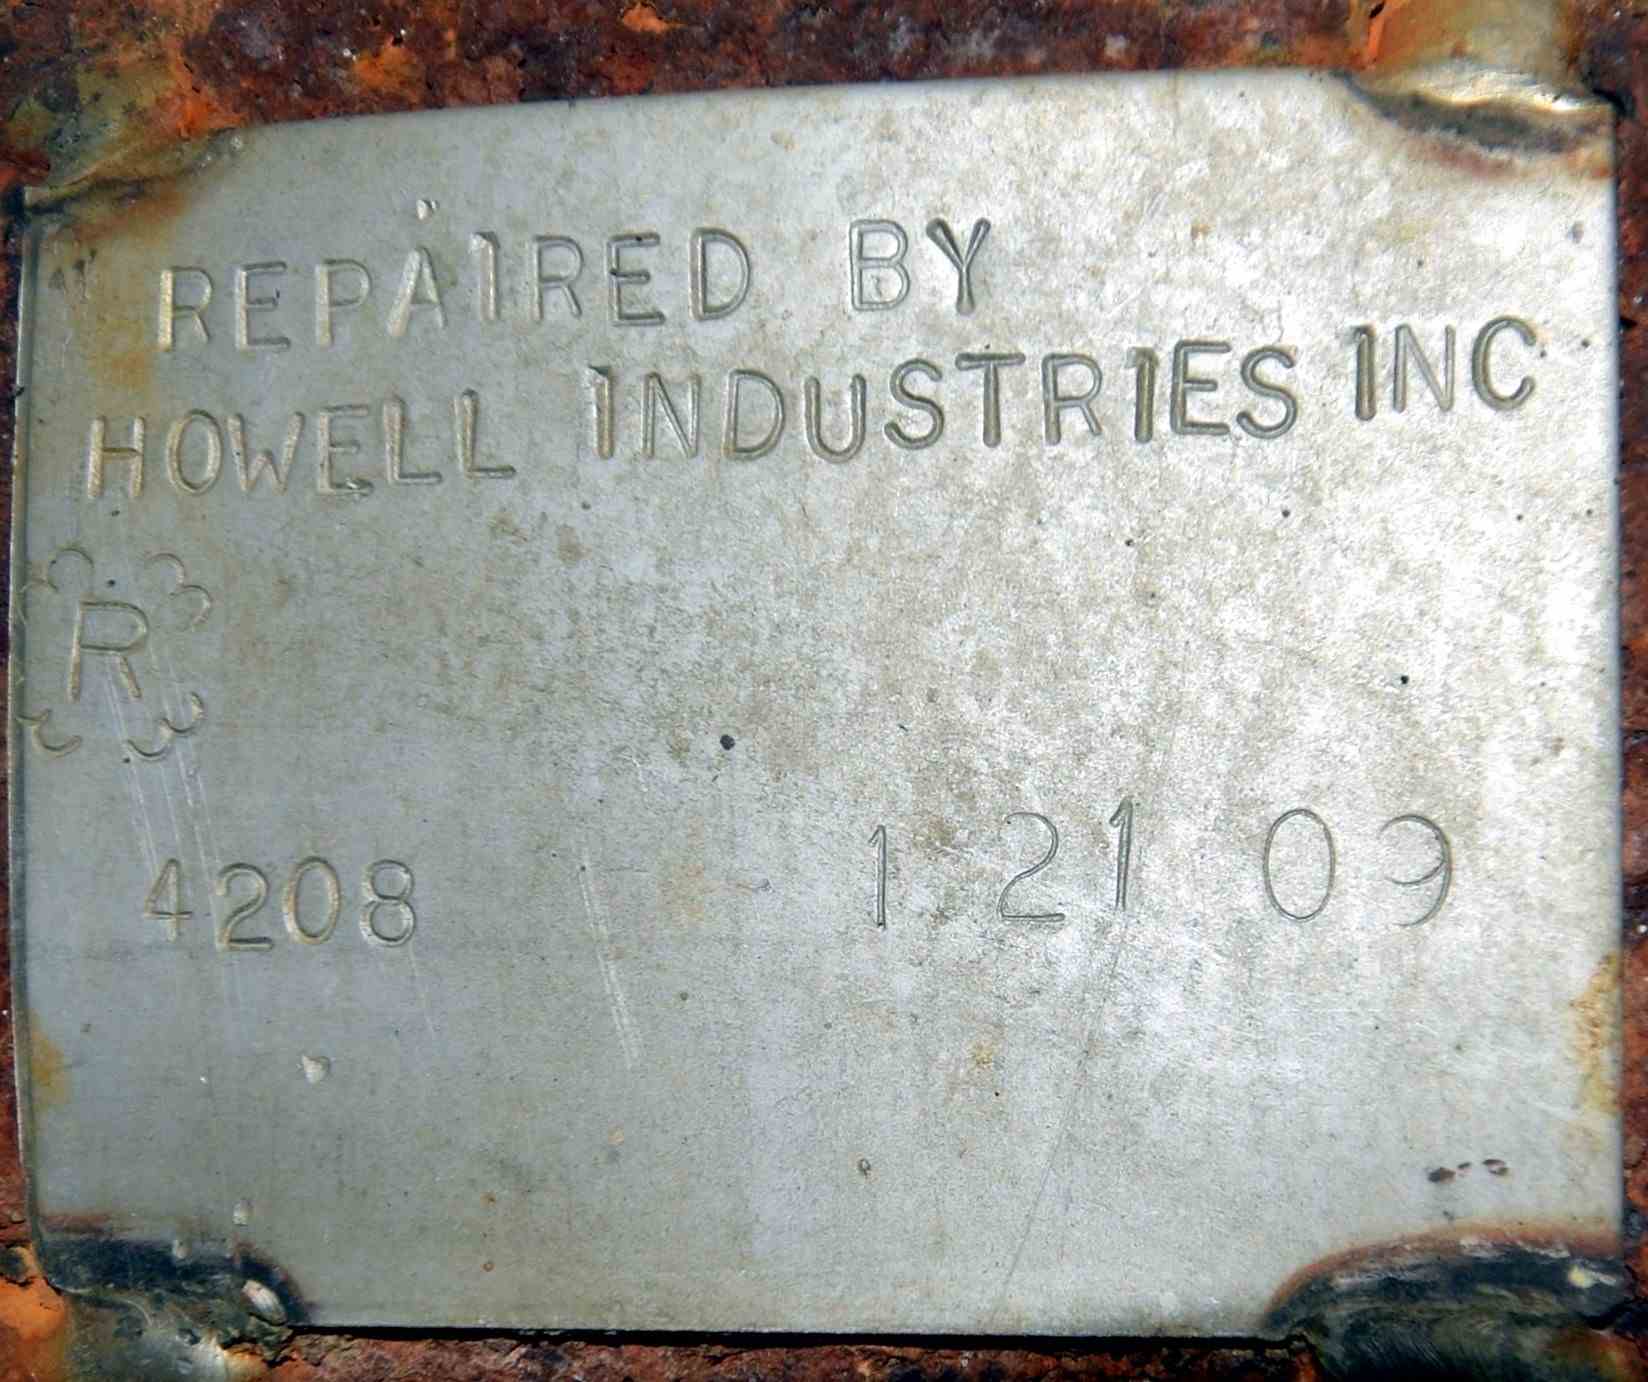 REPAIRED BY
HOWELL INDUSTRIES INC
R
4208 1 21 09